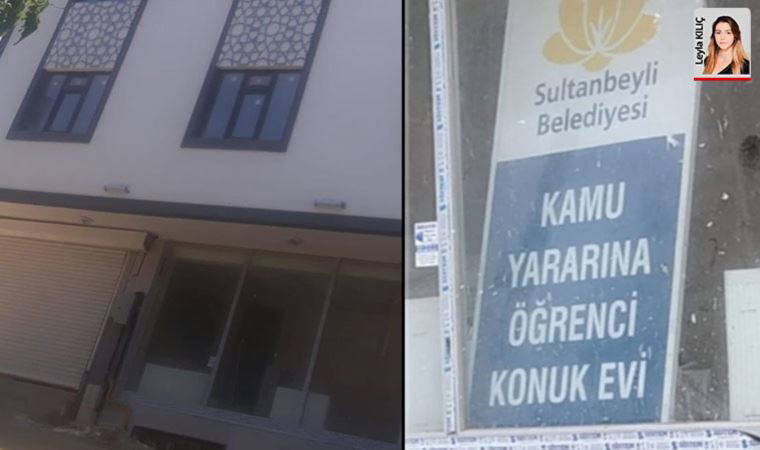 Sultanbeyli
Belediyesi
KAMU
YARARINA
ÖĞRENCİ
KONUK EVİ
Leyla KILIÇ